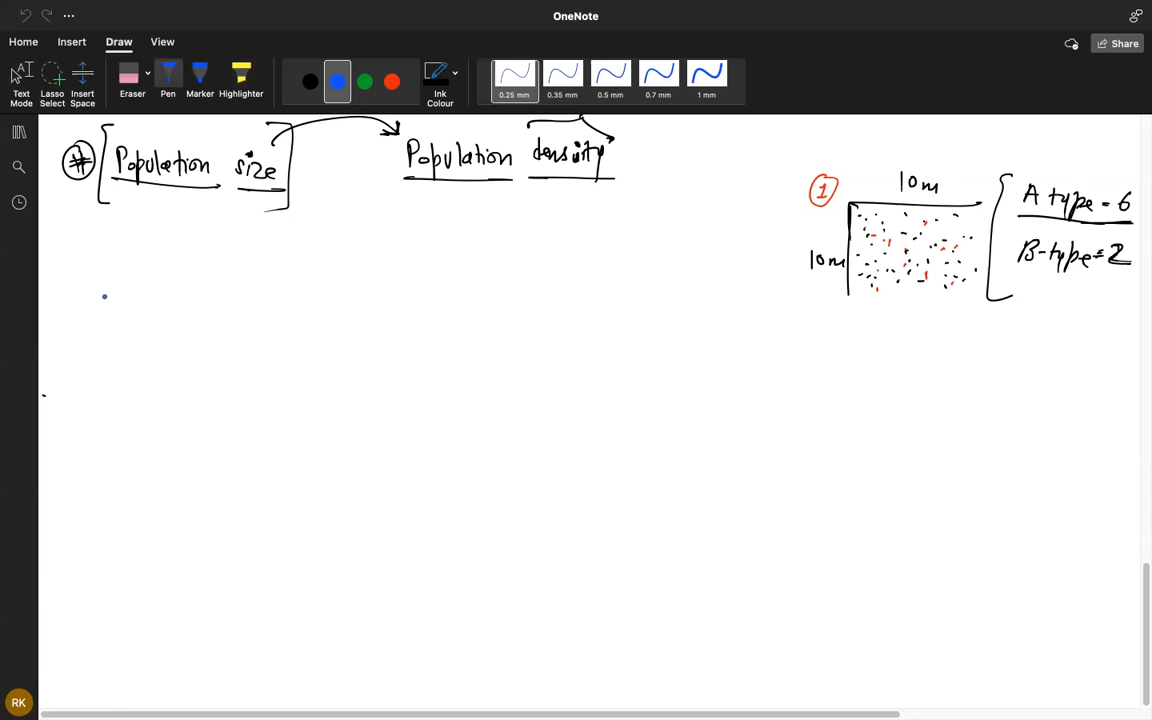 OneNote
Home Insert Draw View
Share
Text Mode
Lasso Select
Insert Space
Eraser
Pen
Marker
Highlighter
Ink Colour
0.25 mm
0.35 mm
0.5 mm
0.7 mm
1 mm
# Population size
Population density
1
10m
10m
A type = 6
B-type = 2
RK